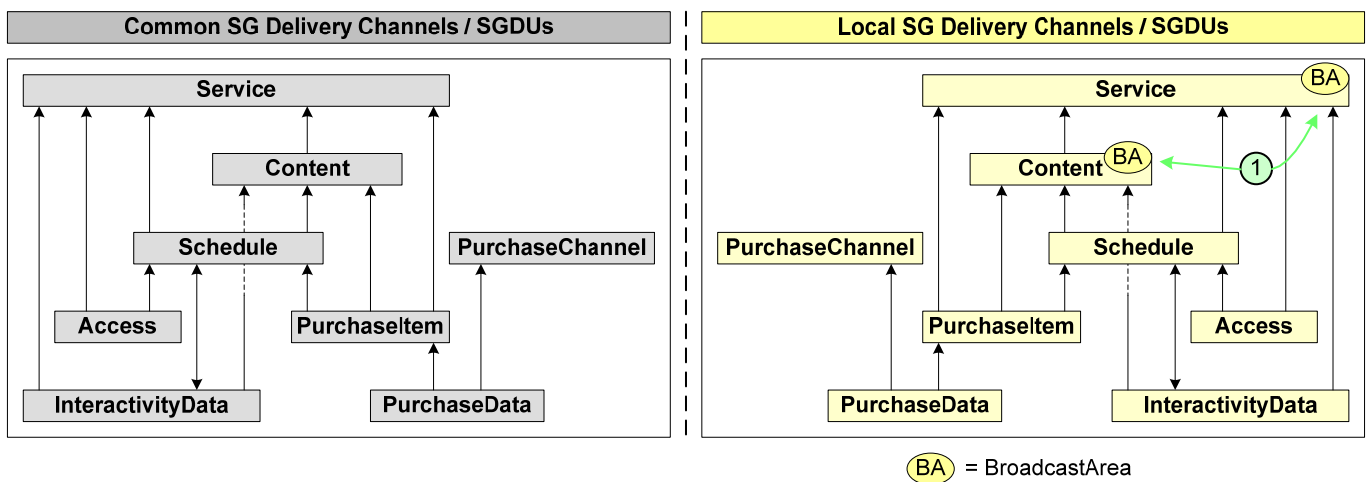 Common SG Delivery Channels / SGDUs
Service
Content
Schedule
PurchaseChannel
Access
PurchaseItem
InteractivityData
PurchaseData
Local SG Delivery Channels / SGDUs
BA
Service
BA
Content
1
PurchaseChannel
Schedule
PurchaseItem
Access
PurchaseData
InteractivityData
BA = BroadcastArea